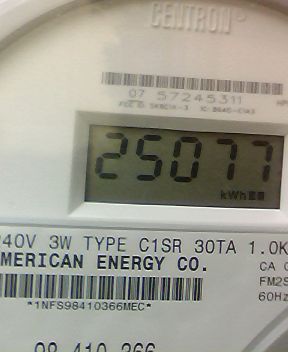 CENTRON®
07 57245311
25077
kWh
240V 3W TYPE C1SR 30TA 1.0K
AMERICAN ENERGY CO.
CA
FM2S
60Hz
*1NFS98410366MEC*
98 410 366